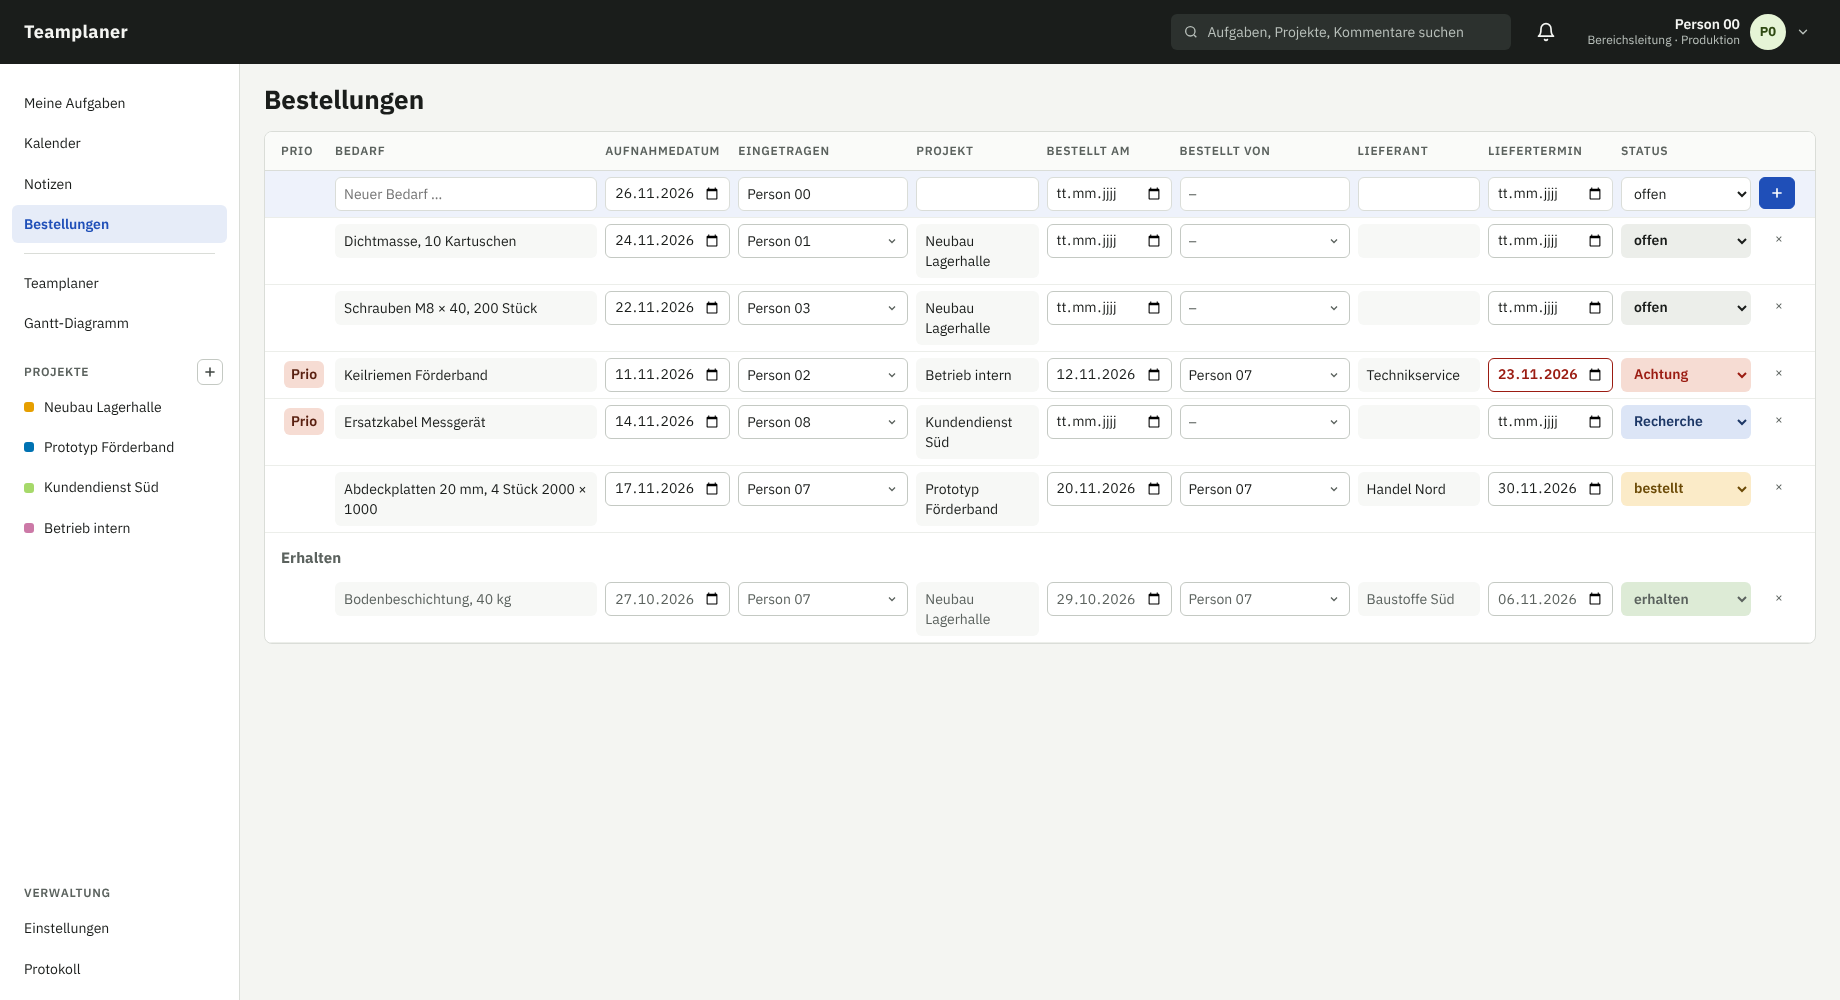 Teamplaner
Aufgaben, Projekte, Kommentare suchen
Person 00
Bereichsleitung · Produktion
P0
Meine Aufgaben
Kalender
Notizen
Bestellungen
Teamplaner
Gantt-Diagramm
PROJEKTE +
Neubau Lagerhalle
Prototyp Förderband
Kundendienst Süd
Betrieb intern
VERWALTUNG
Einstellungen
Protokoll
Bestellungen
PRIO BEDARF AUFNAHMEDATUM EINGETRAGEN PROJEKT BESTELLT AM BESTELLT VON LIEFERANT LIEFERTERMIN STATUS
Neuer Bedarf ... 26.11.2026 Person 00 tt.mm.jjjj – tt.mm.jjjj offen +
Dichtmasse, 10 Kartuschen 24.11.2026 Person 01 Neubau tt.mm.jjjj – tt.mm.jjjj offen ×
Lagerhalle
Schrauben M8 × 40, 200 Stück 22.11.2026 Person 03 Neubau tt.mm.jjjj – tt.mm.jjjj offen ×
Lagerhalle
Prio Keilriemen Förderband 11.11.2026 Person 02 Betrieb intern 12.11.2026 Person 07 Technikservice 23.11.2026 Achtung ×
Prio Ersatzkabel Messgerät 14.11.2026 Person 08 Kundendienst tt.mm.jjjj – tt.mm.jjjj Recherche ×
Süd
Abdeckplatten 20 mm, 4 Stück 2000 × 17.11.2026 Person 07 Prototyp 20.11.2026 Person 07 Handel Nord 30.11.2026 bestellt ×
1000 Förderband
Erhalten
Bodenbeschichtung, 40 kg 27.10.2026 Person 07 Neubau 29.10.2026 Person 07 Baustoffe Süd 06.11.2026 erhalten ×
Lagerhalle